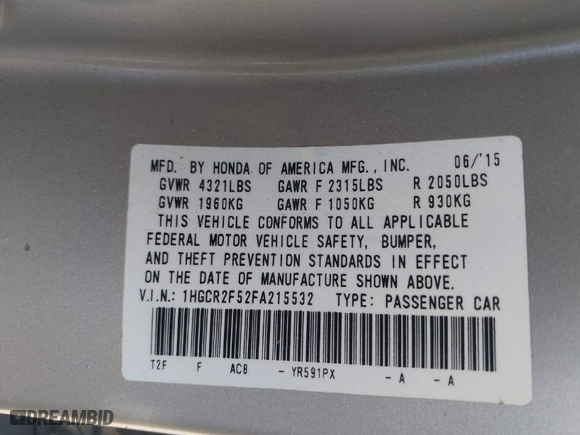 MFD. BY HONDA OF AMERICA MFG., INC. 06/'15
GVWR 4321LBS GAWR F 2315LBS R 2050LBS
GVWR 1960KG GAWR F 1050KG R 930KG
THIS VEHICLE CONFORMS TO ALL APPLICABLE
FEDERAL MOTOR VEHICLE SAFETY, BUMPER,
AND THEFT PREVENTION STANDARDS IN EFFECT
ON THE DATE OF MANUFACTURE SHOWN ABOVE.
V.I.N.: 1HGCR2F52FA215532 TYPE: PASSENGER CAR
T2F F AC8 - YR591PX - A - A
DREAMBID